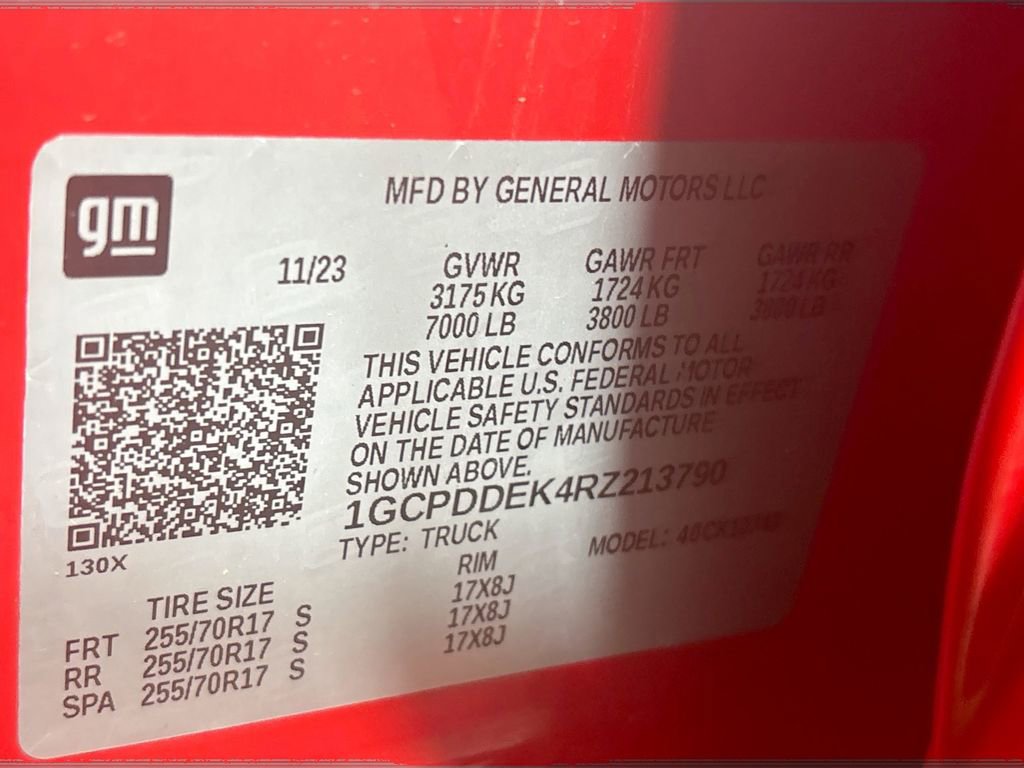 gm
MFD BY GENERAL MOTORS LLC
11/23
GVWR GAWR FRT GAWR RR
3175 KG 1724 KG 1724 KG
7000 LB 3800 LB 3800 LB
THIS VEHICLE CONFORMS TO ALL
APPLICABLE U.S. FEDERAL MOTOR
VEHICLE SAFETY STANDARDS IN EFFECT
ON THE DATE OF MANUFACTURE
SHOWN ABOVE.
1GCPDDEK4RZ213790
TYPE: TRUCK MODEL:
130X
TIRE SIZE RIM
FRT 255/70R17 S 17X8J
RR 255/70R17 S 17X8J
SPA 255/70R17 S 17X8J